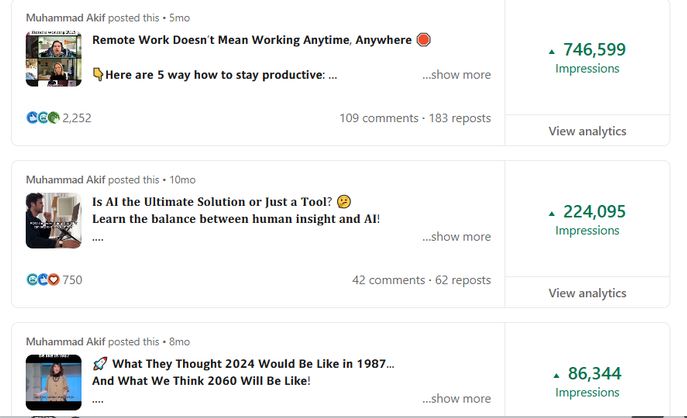 Muhammad Akif posted this • 5mo
Remote Work Doesn't Mean Working Anytime, Anywhere 🛑
👇Here are 5 way how to stay productive: ...
...show more
2,252
109 comments · 183 reposts
746,599
Impressions
View analytics
Muhammad Akif posted this • 10mo
Is AI the Ultimate Solution or Just a Tool? 🤔
Learn the balance between human insight and AI!
....
...show more
750
42 comments · 62 reposts
224,095
Impressions
View analytics
Muhammad Akif posted this • 8mo
🚀 What They Thought 2024 Would Be Like in 1987...
And What We Think 2060 Will Be Like!
....
...show more
86,344
Impressions